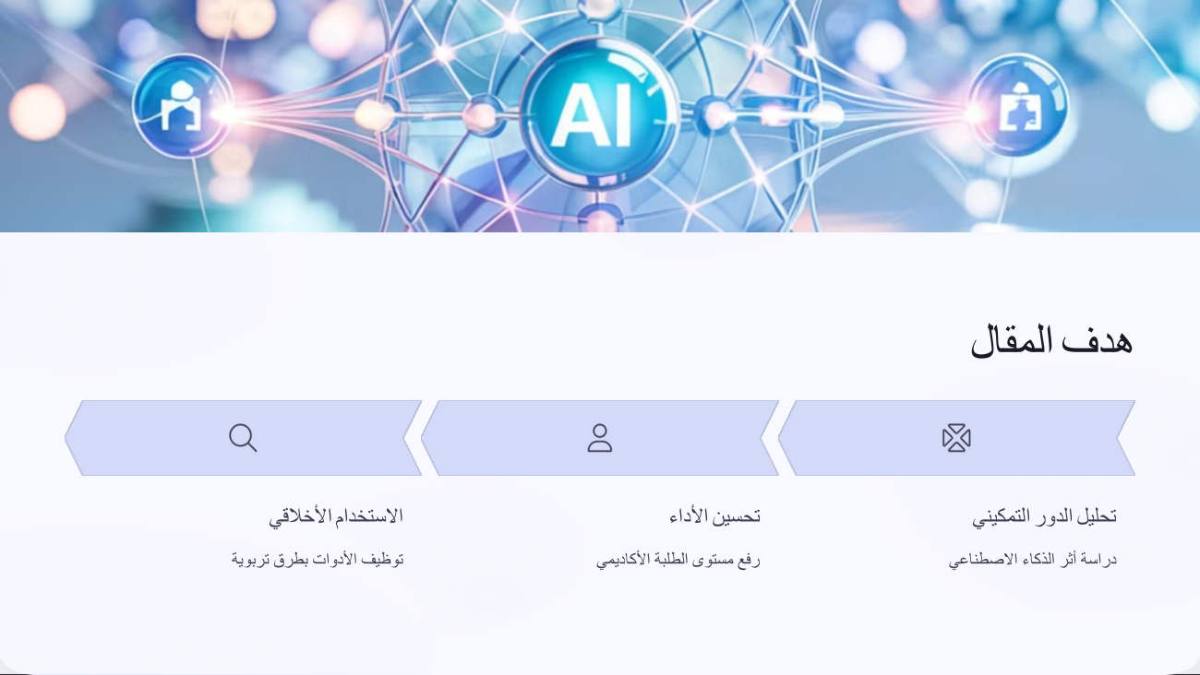 AI
هدف المقال
تحليل الدور التمكيني
دراسة أثر الذكاء الاصطناعي
تحسين الأداء
رفع مستوى الطلبة الأكاديمي
الاستخدام الأخلاقي
توظيف الأدوات بطرق تربوية